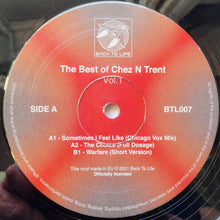 BACK TO LIFE
The Best of Chez N Trent
Vol.1
SIDE A
BTL007
A1 - Sometimes I Feel Like (Chicago Vox Mix)
A2 - The Choice (Full Dosage)
B1 - Warfare (Short Version)
This vinyl made in EU © 2021 Back To Life
Officially licensed